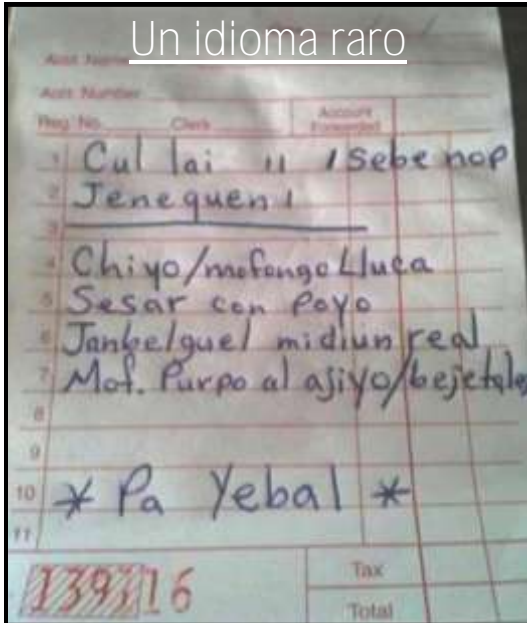 Un idioma raro
Acct. Name
Acct. Number
Reg. No. Clerk Account Forwarded
1 Cul lai 11 1 Sebe nop
2 Jenequen 1
3
4 Chiyo/mofongo Lluca
5 Sesar con Poyo
6 Janbelguel midiun real
7 Mof. Purpo al ajiyo/bejetales
8
9
10 * Pa Yebal *
11
139316
Tax
Total